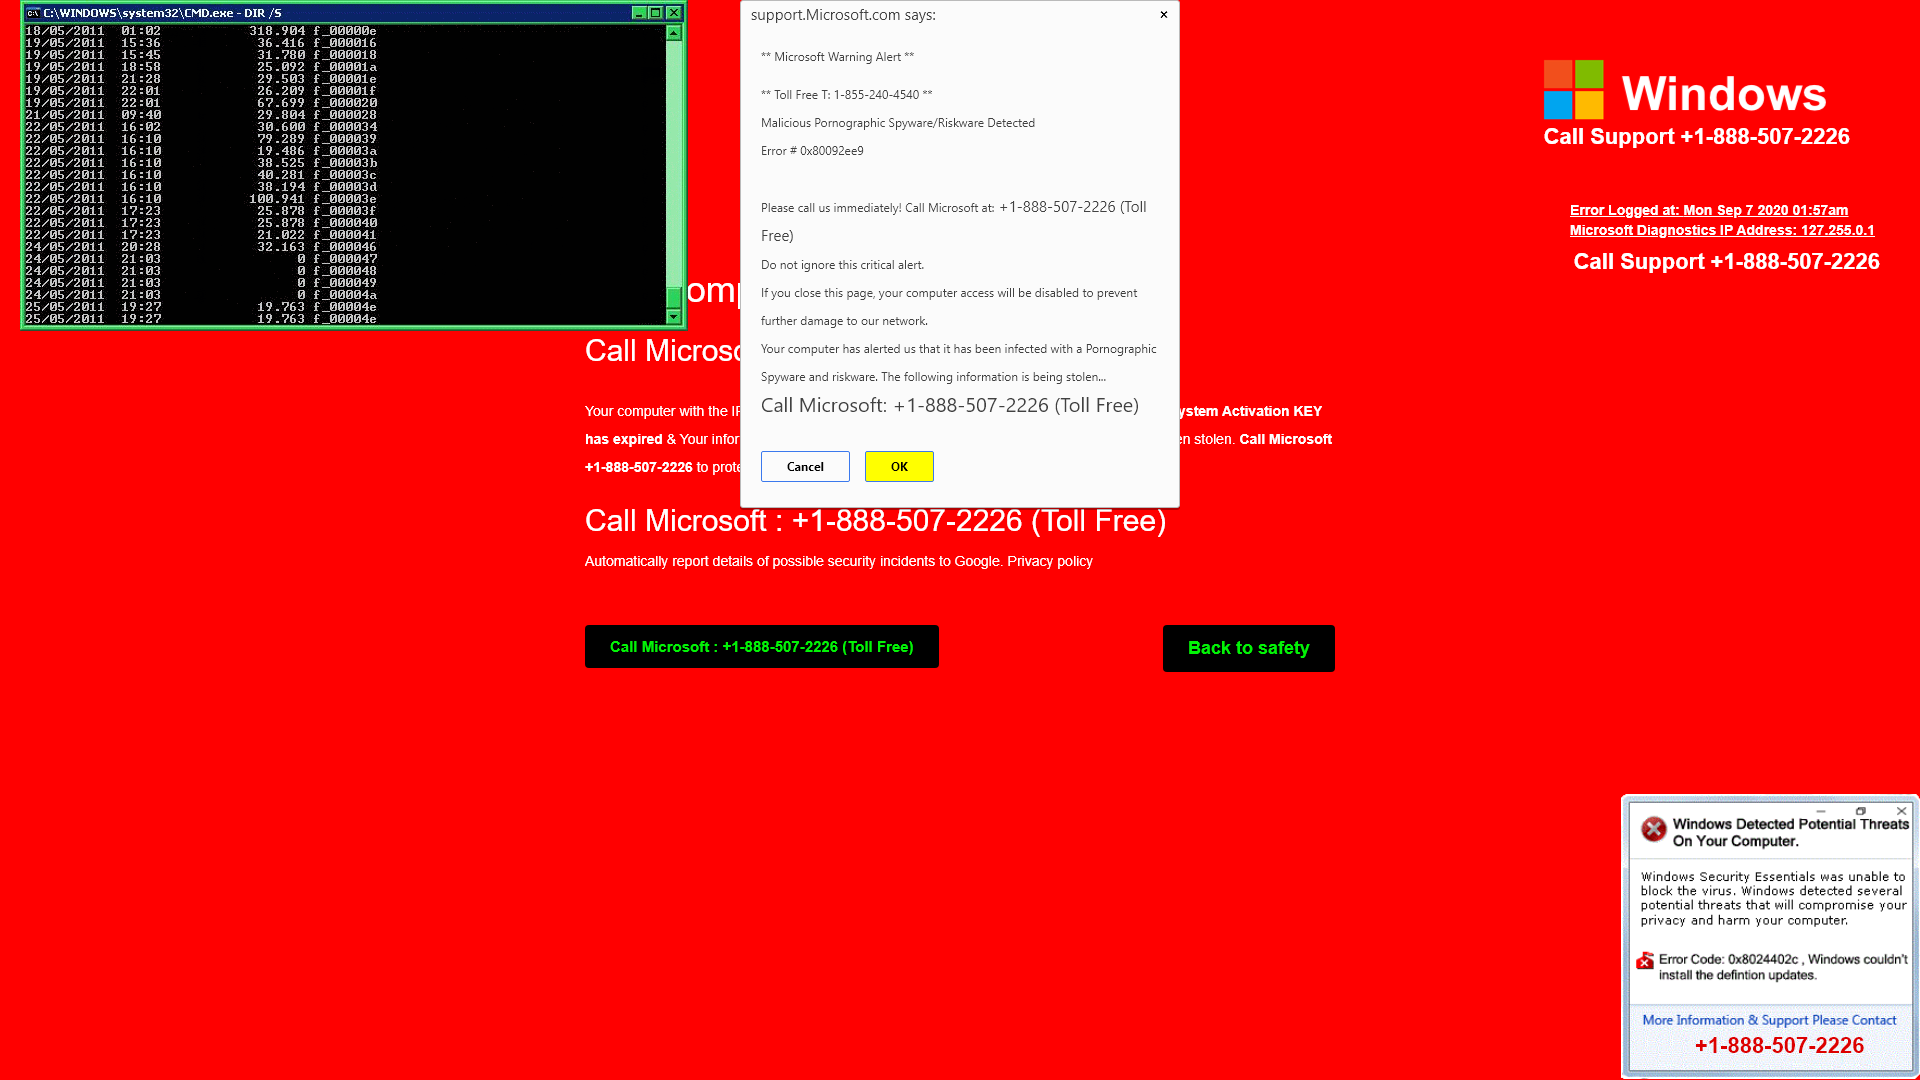 C:\WINDOWS\system32\CMD.exe - DIR /S
18/05/2011 01:02 318.904 f_00000e
19/05/2011 15:36 36.416 f_000016
19/05/2011 15:45 31.780 f_000018
19/05/2011 18:58 25.092 f_00001a
19/05/2011 21:28 29.503 f_00001e
19/05/2011 22:01 26.209 f_00001f
19/05/2011 22:01 67.699 f_000020
21/05/2011 09:40 29.804 f_000028
22/05/2011 16:02 30.600 f_000034
22/05/2011 16:10 79.289 f_000039
22/05/2011 16:10 19.486 f_00003a
22/05/2011 16:10 38.525 f_00003b
22/05/2011 16:10 40.281 f_00003c
22/05/2011 16:10 38.194 f_00003d
22/05/2011 16:10 100.941 f_00003e
22/05/2011 17:23 25.878 f_00003f
22/05/2011 17:23 25.878 f_000040
22/05/2011 17:23 21.022 f_000041
24/05/2011 20:28 32.163 f_000046
24/05/2011 21:03 0 f_000047
24/05/2011 21:03 0 f_000048
24/05/2011 21:03 0 f_000049
24/05/2011 21:03 0 f_00004a
25/05/2011 19:27 19.763 f_00004e
25/05/2011 19:27 19.763 f_00004e
support.Microsoft.com says:
** Microsoft Warning Alert **
** Toll Free T: 1-855-240-4540 **
Malicious Pornographic Spyware/Riskware Detected
Error # 0x80092ee9
Please call us immediately! Call Microsoft at: +1-888-507-2226 (Toll
Free)
Do not ignore this critical alert.
If you close this page, your computer access will be disabled to prevent
further damage to our network.
Your computer has alerted us that it has been infected with a Pornographic
Spyware and riskware. The following information is being stolen...
Call Microsoft: +1-888-507-2226 (Toll Free)
Cancel OK
Windows
Call Support +1-888-507-2226
Error Logged at: Mon Sep 7 2020 01:57am
Microsoft Diagnostics IP Address: 127.255.0.1
Call Support +1-888-507-2226
Call
Your computer with the
System Activation KEY
has expired & Your
stolen. Call Microsoft
+1-888-507-2226 to
Call Microsoft : +1-888-507-2226 (Toll Free)
Automatically report details of possible security incidents to Google. Privacy policy
Call Microsoft : +1-888-507-2226 (Toll Free)
Back to safety
Windows Detected Potential Threats
On Your Computer.
Windows Security Essentials was unable to
block the virus. Windows detected several
potential threats that will compromise your
privacy and harm your computer.
Error Code: 0x8024402c , Windows couldn't
install the defintion updates.
More Information & Support Please Contact
+1-888-507-2226